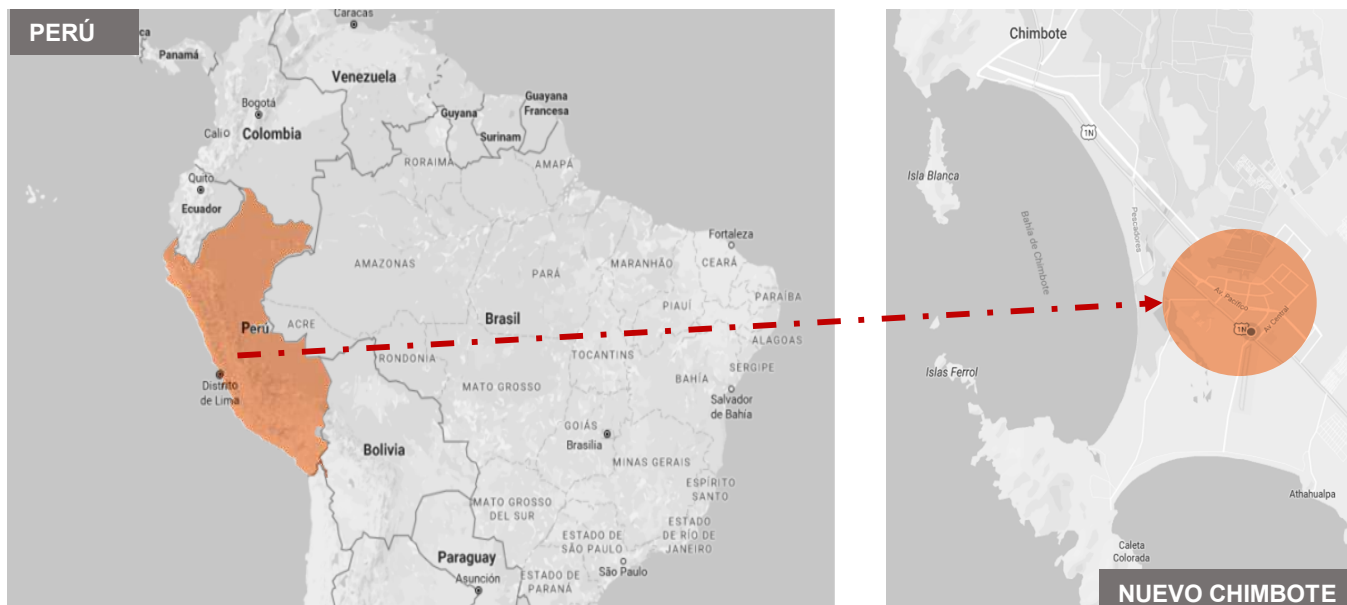 PERÚ
Caracas
ca
Panamá
Venezuela
Bogotá
Guyana
Guayana
Francesa
Cali
Colombia
Surinam
RORAIMA
AMAPÁ
Quito
Ecuador
Fortaleza
AMAZONAS
PARÁ
MARANHÃO
CEARÁ
PIAUÍ
PARAÍBA
Perú
ACRE
Brasil
ALAGOAS
RONDONIA
TOCANTINS
SERGIPE
MATO GROSSO
BAHÍA
Distrito
de Lima
Salvador
de Bahía
GOIÁS
Brasilia
Bolivia
MINAS GERAIS
ESPÍRITO
SANTO
MATO GROSSO
DEL SUR
ESTADO DE
SÃO PAULO
ESTADO
DE RÍO DE
JANEIRO
Paraguay
São Paulo
Asunción
ESTADO DE
PARANÁ
Chimbote
1N
Isla Blanca
Pescadores
Bahía de Chimbote
Av. Pacífico
1N
Av Central
Islas Ferrol
Athahualpa
Caleta
Colorada
NUEVO CHIMBOTE